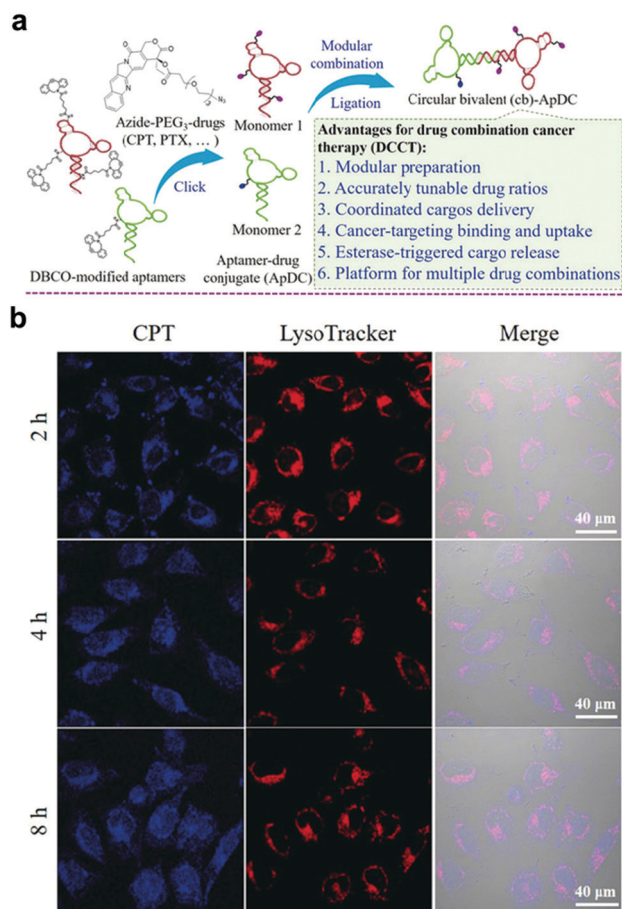 a
Azide-PEG₃-drugs
(CPT, PTX, … )
Click
DBCO-modified aptamers
Monomer 1
Monomer 2
Aptamer-drug
conjugate (ApDC)
Modular
combination
Ligation
Circular bivalent (cb)-ApDC
Advantages for drug combination cancer
therapy (DCCT):
1. Modular preparation
2. Accurately tunable drug ratios
3. Coordinated cargos delivery
4. Cancer-targeting binding and uptake
5. Esterase-triggered cargo release
6. Platform for multiple drug combinations
b
CPT LysoTracker Merge
2 h
40 μm
4 h
40 μm
8 h
40 μm